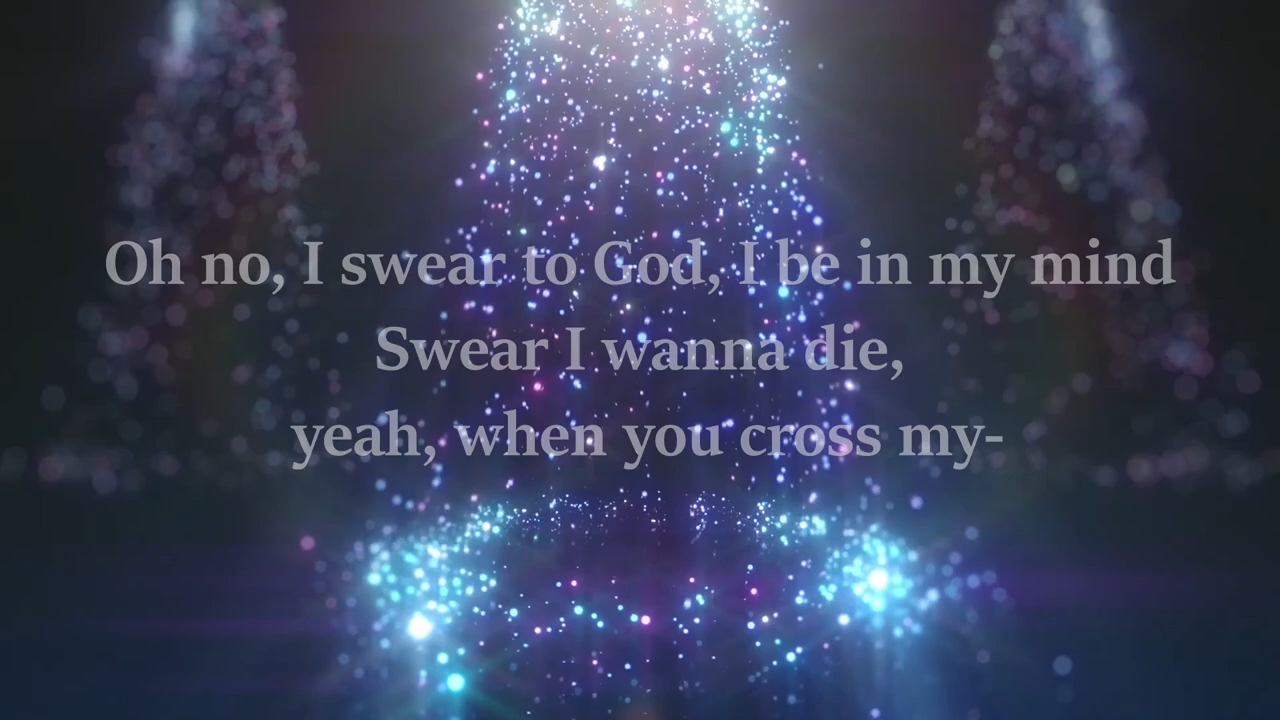 Oh no, I swear to God, I be in my mind
Swear I wanna die,
yeah, when you cross my-